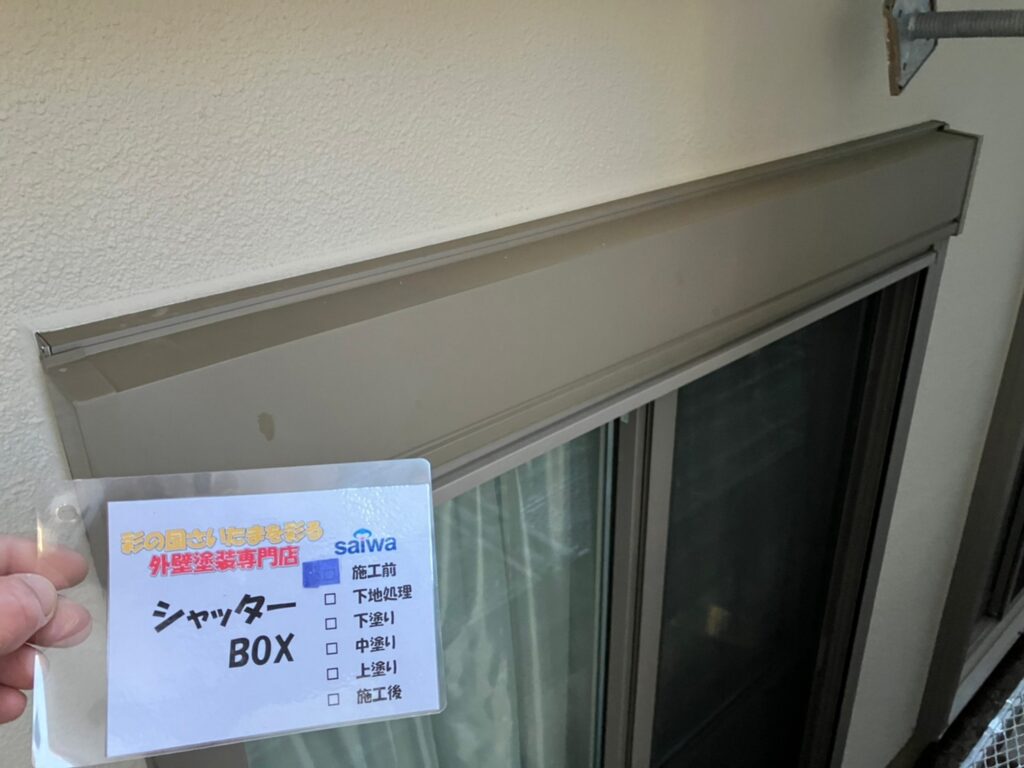 彩の国さいたまを彩る
外壁塗装専門店
saiwa
シャッター
BOX
施工前
下地処理
下塗り
中塗り
上塗り
施工後